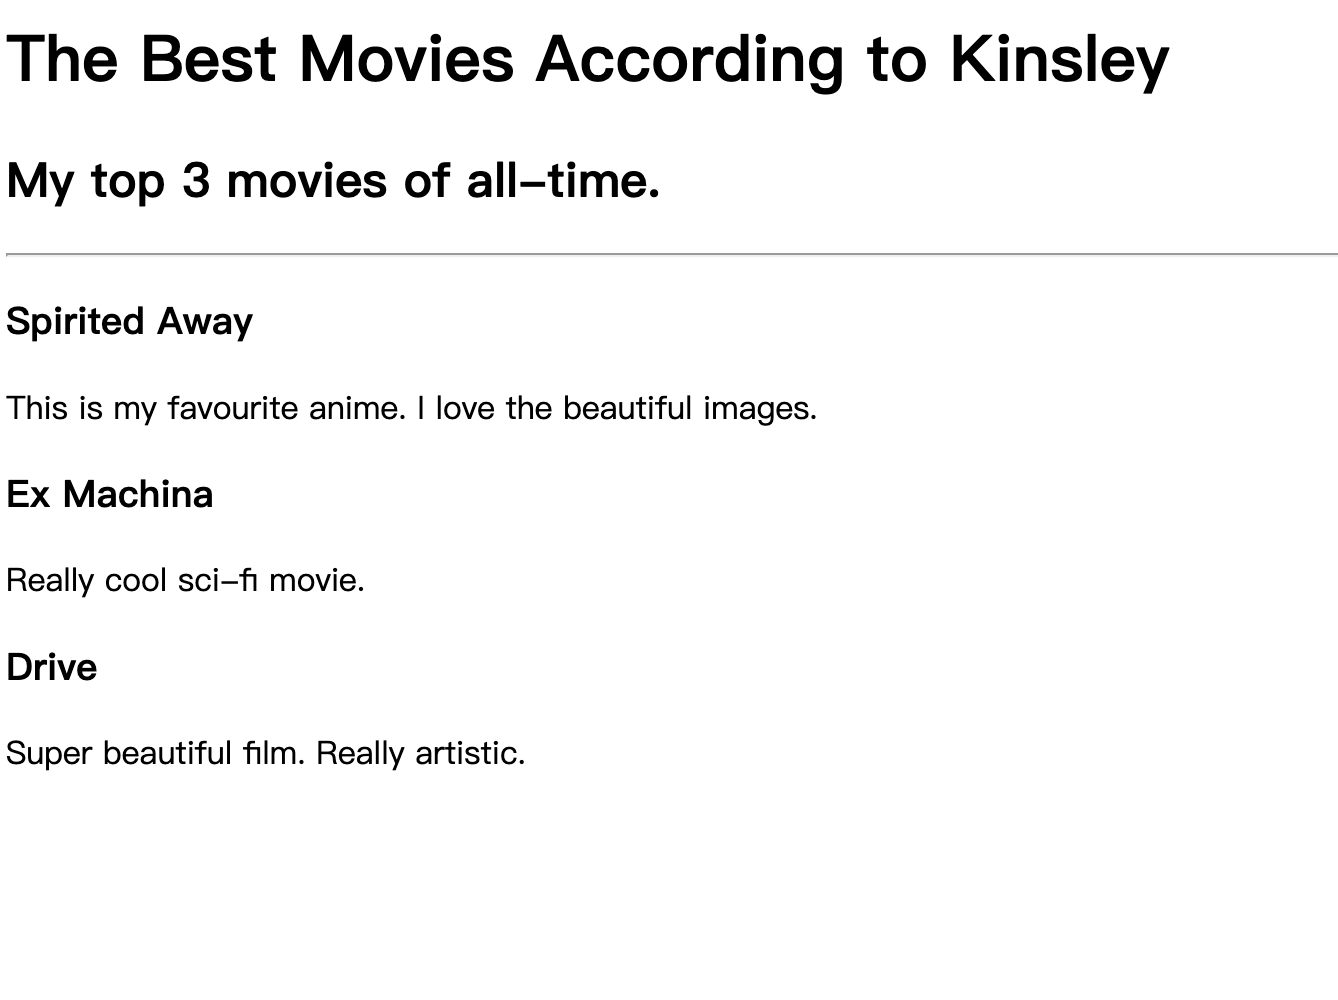 The Best Movies According to Kinsley
My top 3 movies of all-time.
Spirited Away
This is my favourite anime. I love the beautiful images.
Ex Machina
Really cool sci-fi movie.
Drive
Super beautiful film. Really artistic.